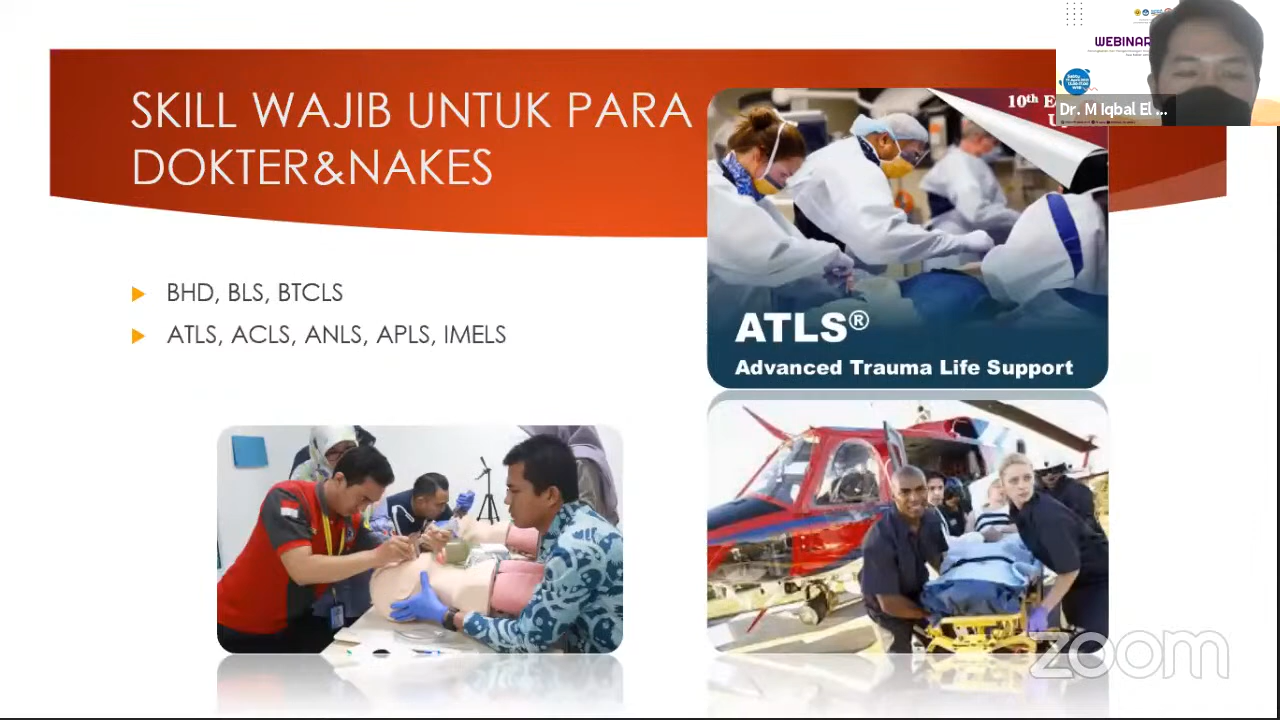 SKILL WAJIB UNTUK PARA
DOKTER&NAKES
BHD, BLS, BTCLS
ATLS, ACLS, ANLS, APLS, IMELS
10th
ATLS®
Advanced Trauma Life Support
WEBINAR
Dr. M Iqbal El ...
zoom